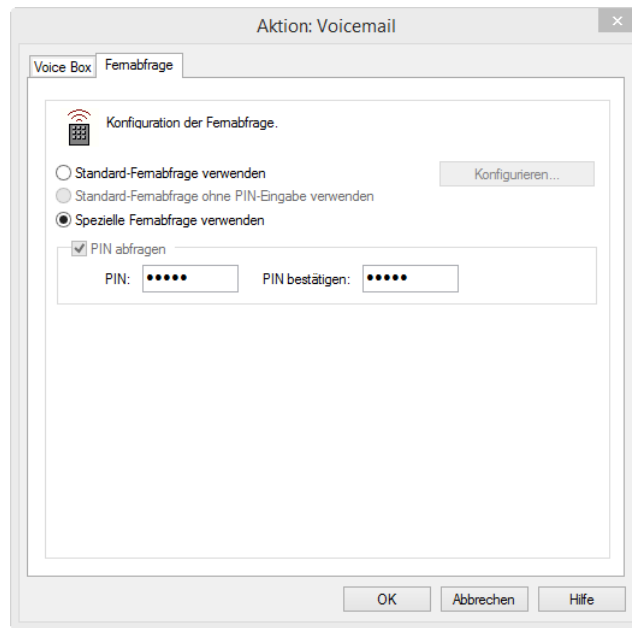 Aktion: Voicemail
Voice Box Fernabfrage
Konfiguration der Fernabfrage.
Standard-Fernabfrage verwenden Konfigurieren...
Standard-Fernabfrage ohne PIN-Eingabe verwenden
Spezielle Fernabfrage verwenden
PIN abfragen
PIN: ••••• PIN bestätigen: •••••
OK Abbrechen Hilfe